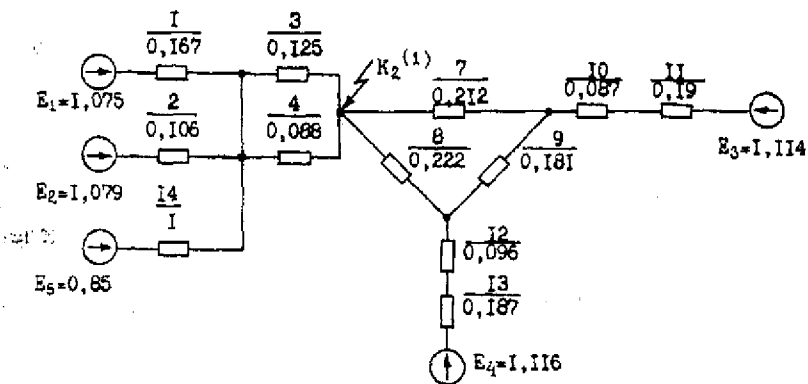 I
0,I67
3
0,I25
K₂⁽¹⁾
7
0,2I2
I0
0,087
II
0,I9
E₁=I,075
2
0,I06
4
0,088
8
0,222
9
0,I8I
E₃=I,II4
E₂=I,079
I4
I
I2
0,096
E₅=0,85
I3
0,I87
E₄=I,II6